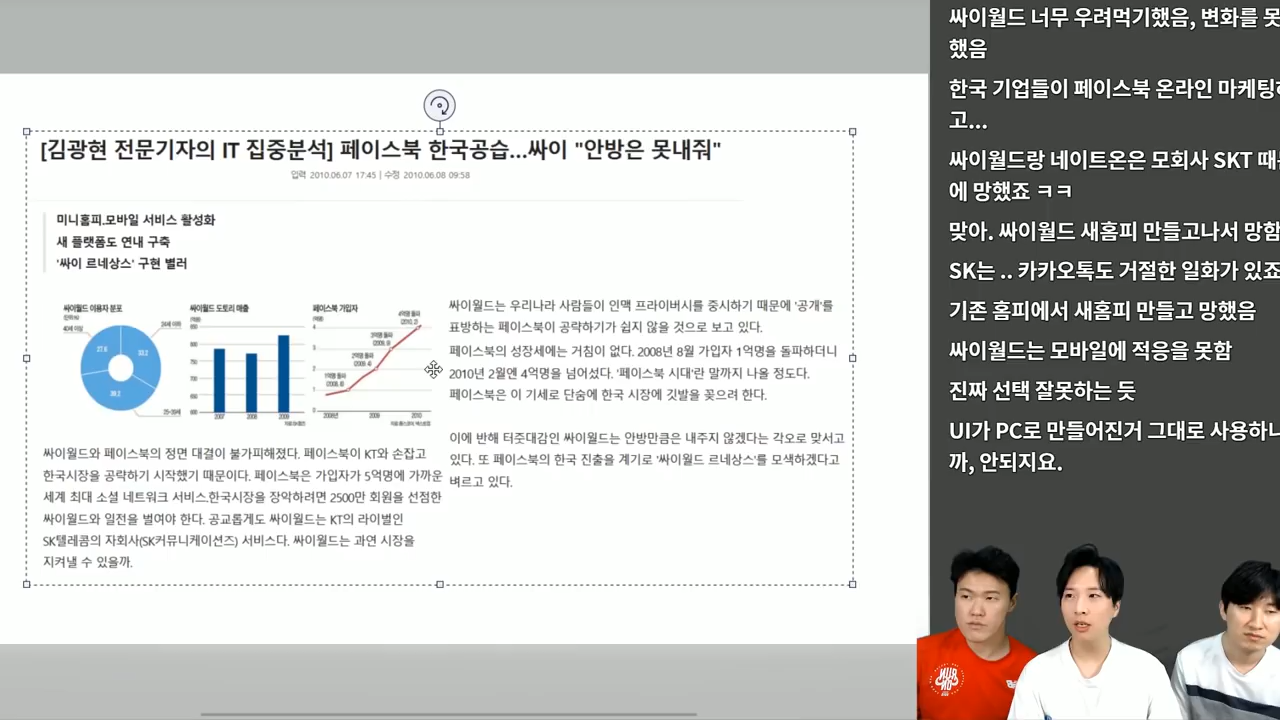 [김광현 전문기자의 IT 집중분석] 페이스북 한국공습...싸이 "안방은 못내줘"
입력 2010.06.07 17:45 | 수정 2010.06.08 09:58
미니홈피.모바일 서비스 활성화
새 플랫폼도 연내 구축
'싸이 르네상스' 구현 별러
싸이월드 이용자 분포
싸이월드 도토리 매출
페이스북 가입자
2007
2008
2009
4
3
2
1
0
2008년
2009
2010
싸이월드와 페이스북의 정면 대결이 불가피해졌다. 페이스북이 KT와 손잡고
한국시장을 공략하기 시작했기 때문이다. 페이스북은 가입자가 5억명에 가까운
세계 최대 소셜 네트워크 서비스.한국시장을 장악하려면 2500만 회원을 선점한
싸이월드와 일전을 벌여야 한다. 공교롭게도 싸이월드는 KT의 라이벌인
SK텔레콤의 자회사(SK커뮤니케이션즈) 서비스다. 싸이월드는 과연 시장을
지켜낼 수 있을까.
싸이월드는 우리나라 사람들이 인맥 프라이버시를 중시하기 때문에 '공개'를
표방하는 페이스북이 공략하기가 쉽지 않을 것으로 보고 있다.
페이스북의 성장세에는 거침이 없다. 2008년 8월 가입자 1억명을 돌파하더니
2010년 2월엔 4억명을 넘어섰다. '페이스북 시대'란 말까지 나올 정도다.
페이스북은 이 기세로 단숨에 한국 시장에 깃발을 꽂으려 한다.
이에 반해 터줏대감인 싸이월드는 안방만큼은 내주지 않겠다는 각오로 맞서고
있다. 또 페이스북의 한국 진출을 계기로 '싸이월드 르네상스'를 모색하겠다고
벼르고 있다.
싸이월드 너무 우려먹기했음, 변화를 못
했음
한국 기업들이 페이스북 온라인 마케팅
고...
싸이월드랑 네이트온은 모회사 SKT 때
에 망했죠 ㅋㅋ
맞아. 싸이월드 새홈피 만들고나서 망함
SK는 .. 카카오톡도 거절한 일화가 있죠
기존 홈피에서 새홈피 만들고 망했음
싸이월드는 모바일에 적응을 못함
진짜 선택 잘못하는 듯
UI가 PC로 만들어진거 그대로 사용하니
까, 안되지요.